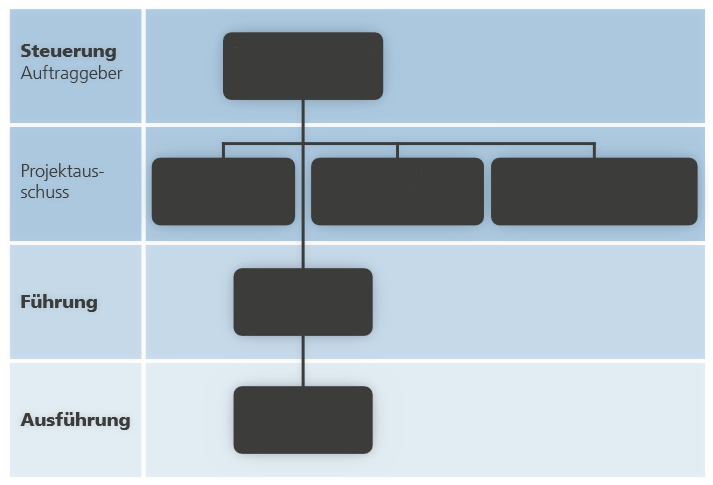 Steuerung
Auftraggeber
Projektaus-
schuss
Führung
Ausführung